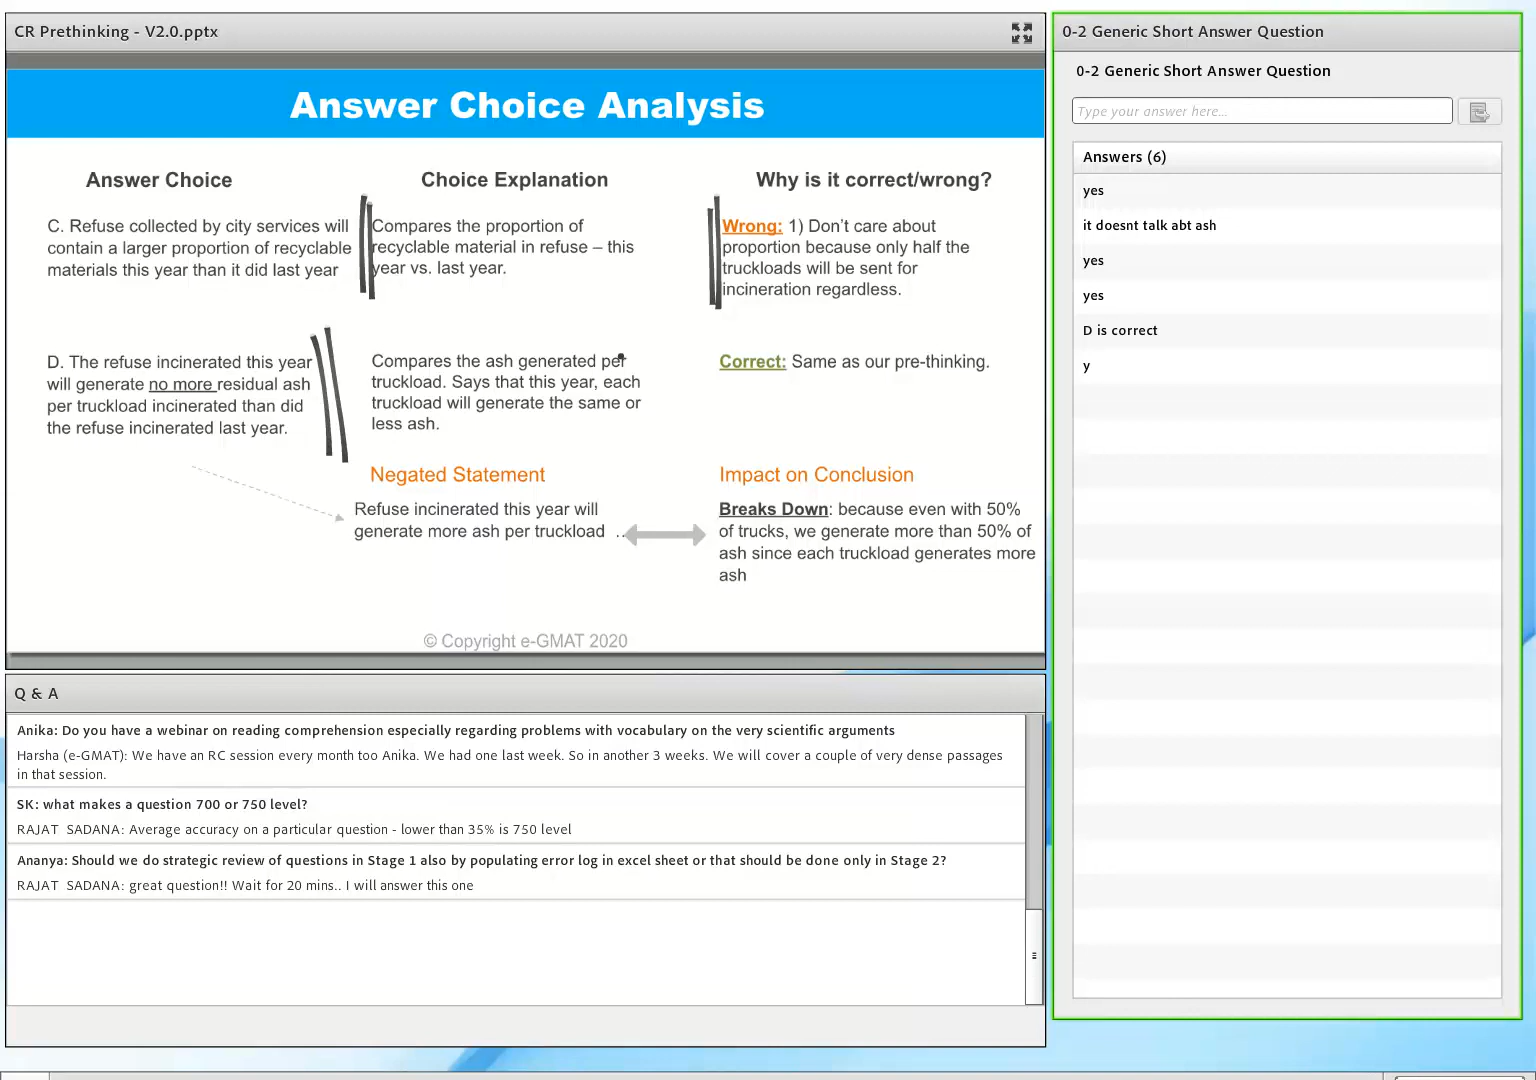 CR Prethinking - V2.0.pptx
Answer Choice Analysis
Answer Choice
Choice Explanation
Why is it correct/wrong?
C. Refuse collected by city services will
contain a larger proportion of recyclable
materials this year than it did last year
Compares the proportion of
recyclable material in refuse – this
year vs. last year.
Wrong: 1) Don't care about
proportion because only half the
truckloads will be sent for
incineration regardless.
D. The refuse incinerated this year
will generate no more residual ash
per truckload incinerated than did
the refuse incinerated last year.
Compares the ash generated per
truckload. Says that this year, each
truckload will generate the same or
less ash.
Correct: Same as our pre-thinking.
Negated Statement
Refuse incinerated this year will
generate more ash per truckload ..
Impact on Conclusion
Breaks Down: because even with 50%
of trucks, we generate more than 50% of
ash since each truckload generates more
ash
© Copyright e-GMAT 2020
Q & A
Anika: Do you have a webinar on reading comprehension especially regarding problems with vocabulary on the very scientific arguments
Harsha (e-GMAT): We have an RC session every month too Anika. We had one last week. So in another 3 weeks. We will cover a couple of very dense passages
in that session.
SK: what makes a question 700 or 750 level?
RAJAT SADANA: Average accuracy on a particular question - lower than 35% is 750 level
Ananya: Should we do strategic review of questions in Stage 1 also by populating error log in excel sheet or that should be done only in Stage 2?
RAJAT SADANA: great question!! Wait for 20 mins.. I will answer this one
0-2 Generic Short Answer Question
0-2 Generic Short Answer Question
Type your answer here...
Answers (6)
yes
it doesnt talk abt ash
yes
yes
D is correct
y